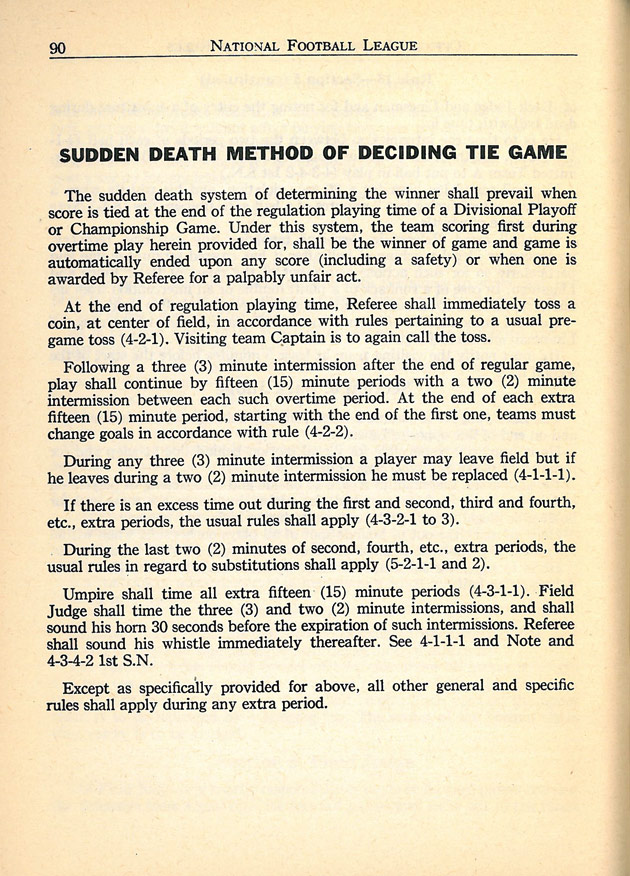 90
NATIONAL FOOTBALL LEAGUE
SUDDEN DEATH METHOD OF DECIDING TIE GAME
The sudden death system of determining the winner shall prevail when
score is tied at the end of the regulation playing time of a Divisional Playoff
or Championship Game. Under this system, the team scoring first during
overtime play herein provided for, shall be the winner of game and game is
automatically ended upon any score (including a safety) or when one is
awarded by Referee for a palpably unfair act.
At the end of regulation playing time, Referee shall immediately toss a
coin, at center of field, in accordance with rules pertaining to a usual pre-
game toss (4-2-1). Visiting team Captain is to again call the toss.
Following a three (3) minute intermission after the end of regular game,
play shall continue by fifteen (15) minute periods with a two (2) minute
intermission between each such overtime period. At the end of each extra
fifteen (15) minute period, starting with the end of the first one, teams must
change goals in accordance with rule (4-2-2).
During any three (3) minute intermission a player may leave field but if
he leaves during a two (2) minute intermission he must be replaced (4-1-1-1).
If there is an excess time out during the first and second, third and fourth,
etc., extra periods, the usual rules shall apply (4-3-2-1 to 3).
During the last two (2) minutes of second, fourth, etc., extra periods, the
usual rules in regard to substitutions shall apply (5-2-1-1 and 2).
Umpire shall time all extra fifteen (15) minute periods (4-3-1-1). Field
Judge shall time the three (3) and two (2) minute intermissions, and shall
sound his horn 30 seconds before the expiration of such intermissions. Referee
shall sound his whistle immediately thereafter. See 4-1-1-1 and Note and
4-3-4-2 1st S.N.
Except as specifically provided for above, all other general and specific
rules shall apply during any extra period.